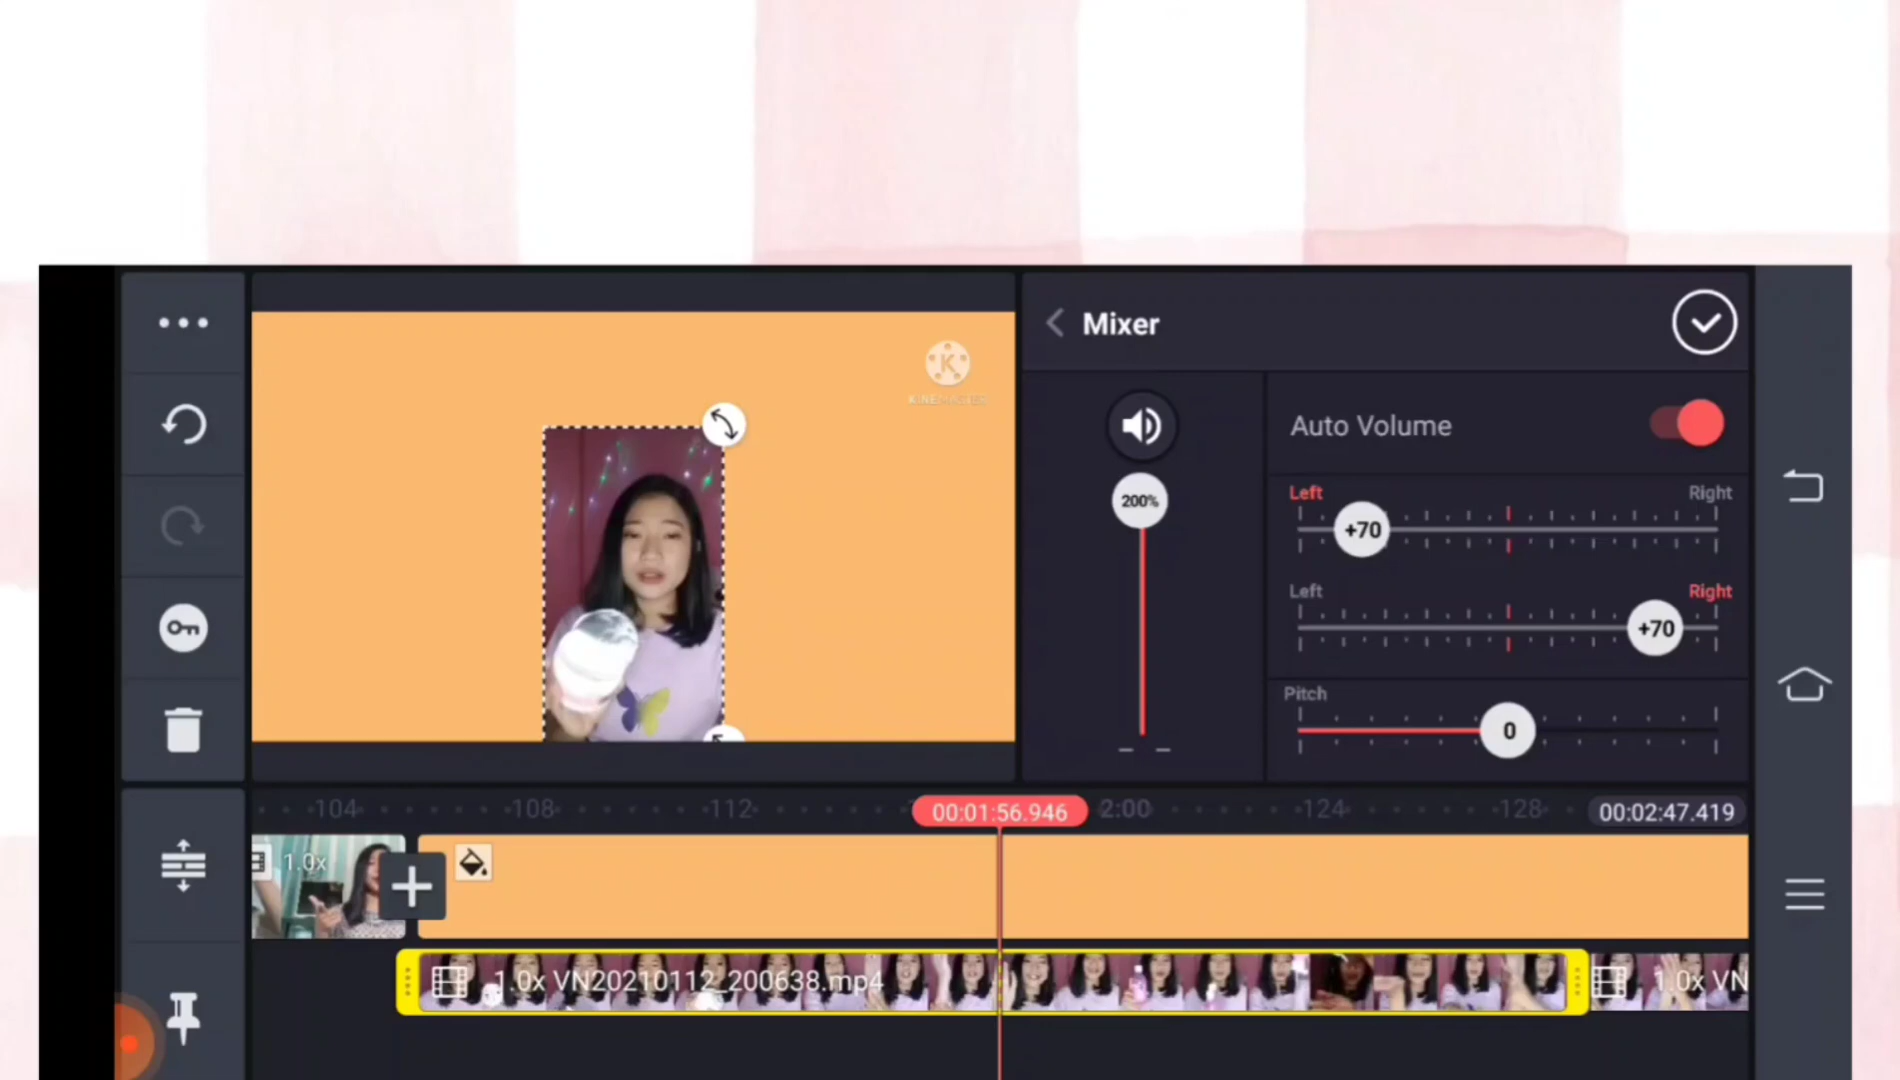 Mixer
KINEMASTER
Auto Volume
200%
Left
Right
+70
Left
Right
+70
Pitch
0
104
108
112
00:01:56.946
2:00
124
128
00:02:47.419
1.0x
1.0x VN20210112_200638.mp4
1.0x VN